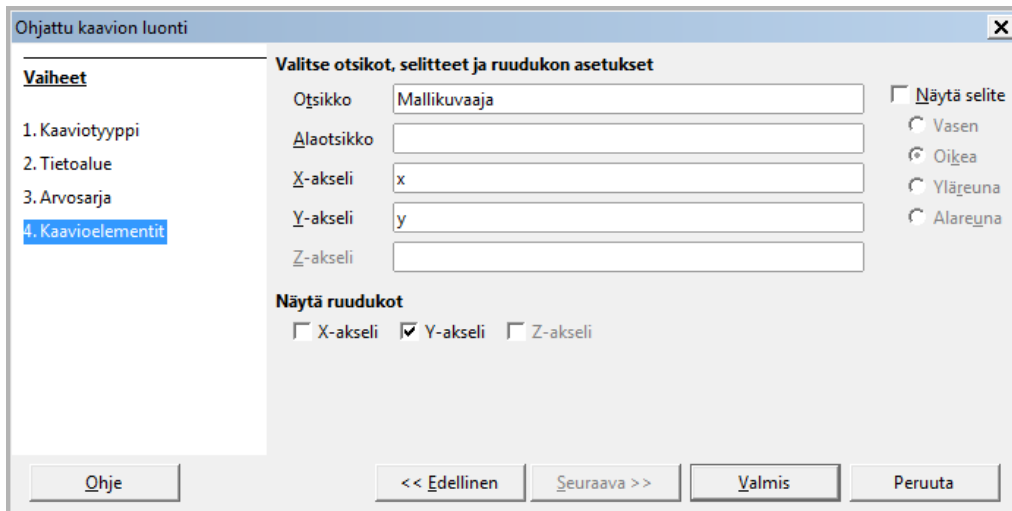 Ohjattu kaavion luonti
Vaiheet
1. Kaaviotyyppi
2. Tietoalue
3. Arvosarja
4. Kaavioelementit
Valitse otsikot, selitteet ja ruudukon asetukset
Otsikko Mallikuvaaja
Alaotsikko
X-akseli x
Y-akseli y
Z-akseli
Näytä selite
Vasen
Oikea
Yläreuna
Alareuna
Näytä ruudukot
X-akseli Y-akseli Z-akseli
Ohje << Edellinen Seuraava >> Valmis Peruuta